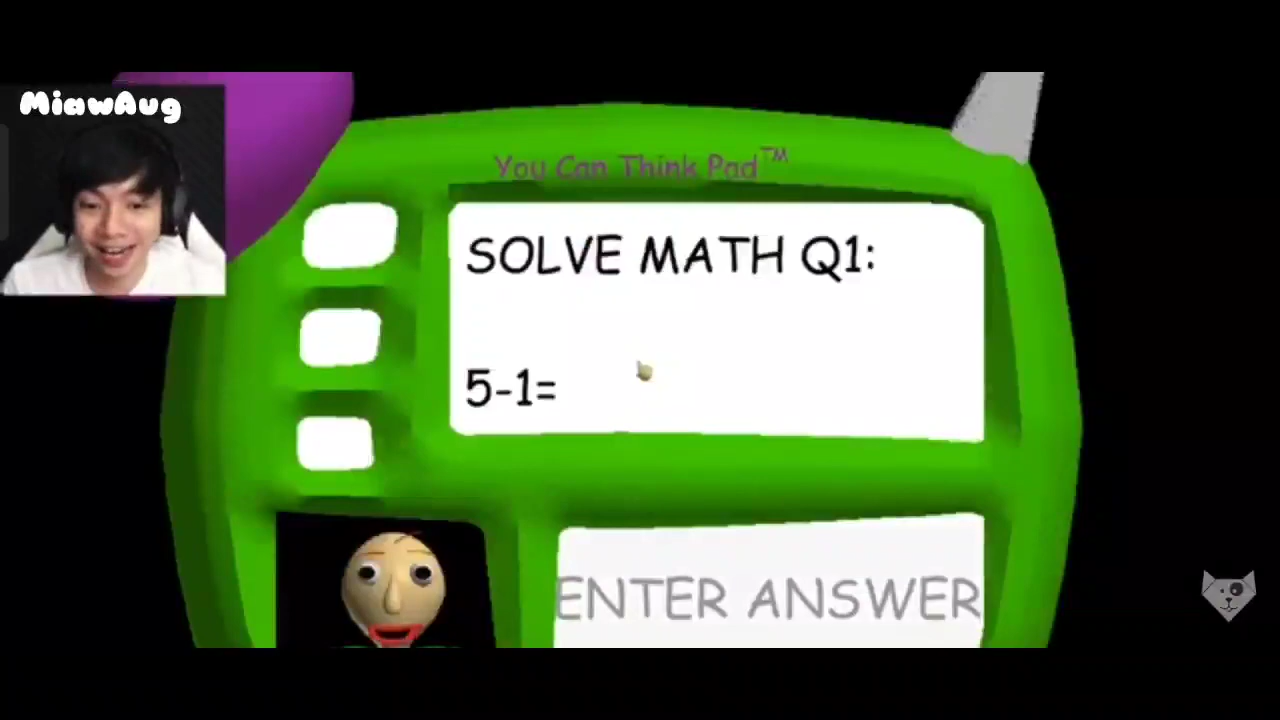 MiawAug
You Can Think Pad™
SOLVE MATH Q1:
5-1=
ENTER ANSWER